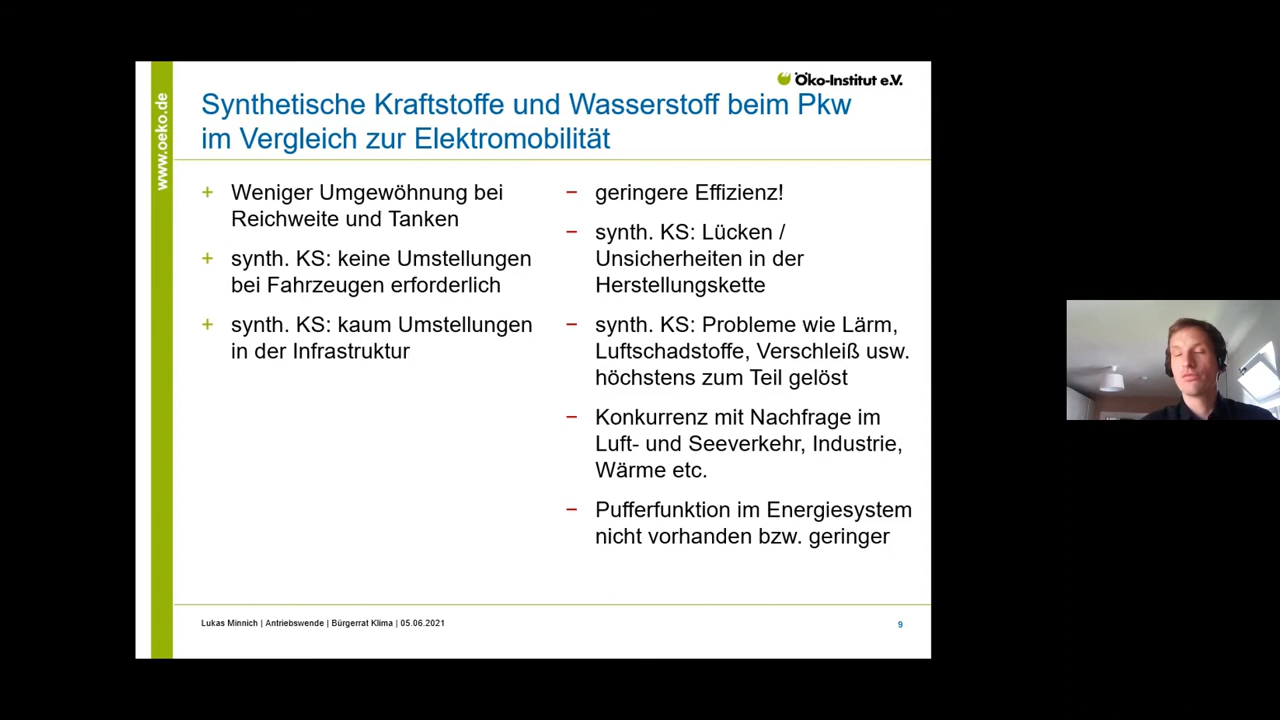 Öko-Institut e.V.
www.oeko.de
Synthetische Kraftstoffe und Wasserstoff beim Pkw
im Vergleich zur Elektromobilität
+ Weniger Umgewöhnung bei
Reichweite und Tanken
+ synth. KS: keine Umstellungen
bei Fahrzeugen erforderlich
+ synth. KS: kaum Umstellungen
in der Infrastruktur
− geringere Effizienz!
− synth. KS: Lücken /
Unsicherheiten in der
Herstellungskette
− synth. KS: Probleme wie Lärm,
Luftschadstoffe, Verschleiß usw.
höchstens zum Teil gelöst
− Konkurrenz mit Nachfrage im
Luft- und Seeverkehr, Industrie,
Wärme etc.
− Pufferfunktion im Energiesystem
nicht vorhanden bzw. geringer
Lukas Minnich | Antriebswende | Bürgerrat Klima | 05.06.2021
9